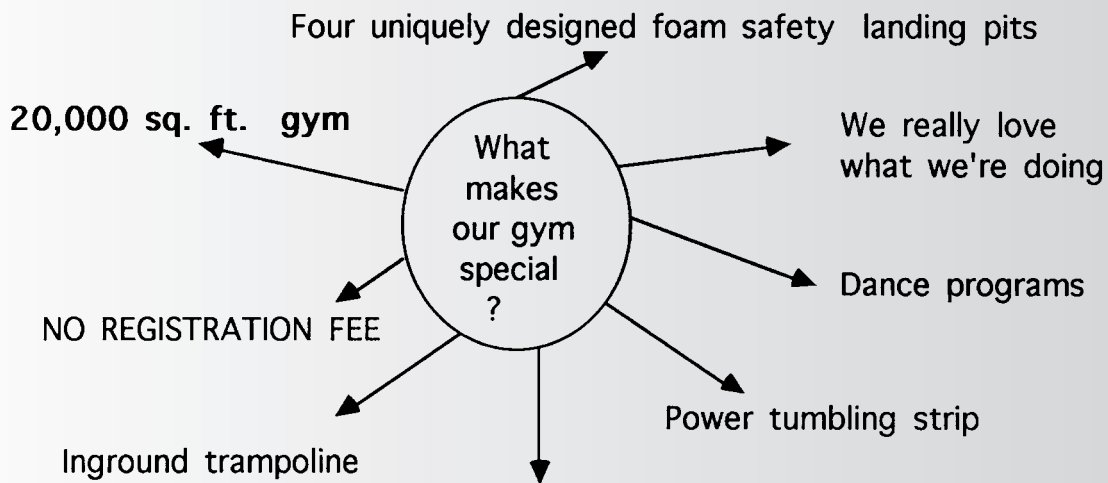 Four uniquely designed foam safety landing pits
20,000 sq. ft. gym
We really love
what we're doing
What
makes
our gym
special
?
Dance programs
NO REGISTRATION FEE
Power tumbling strip
Inground trampoline